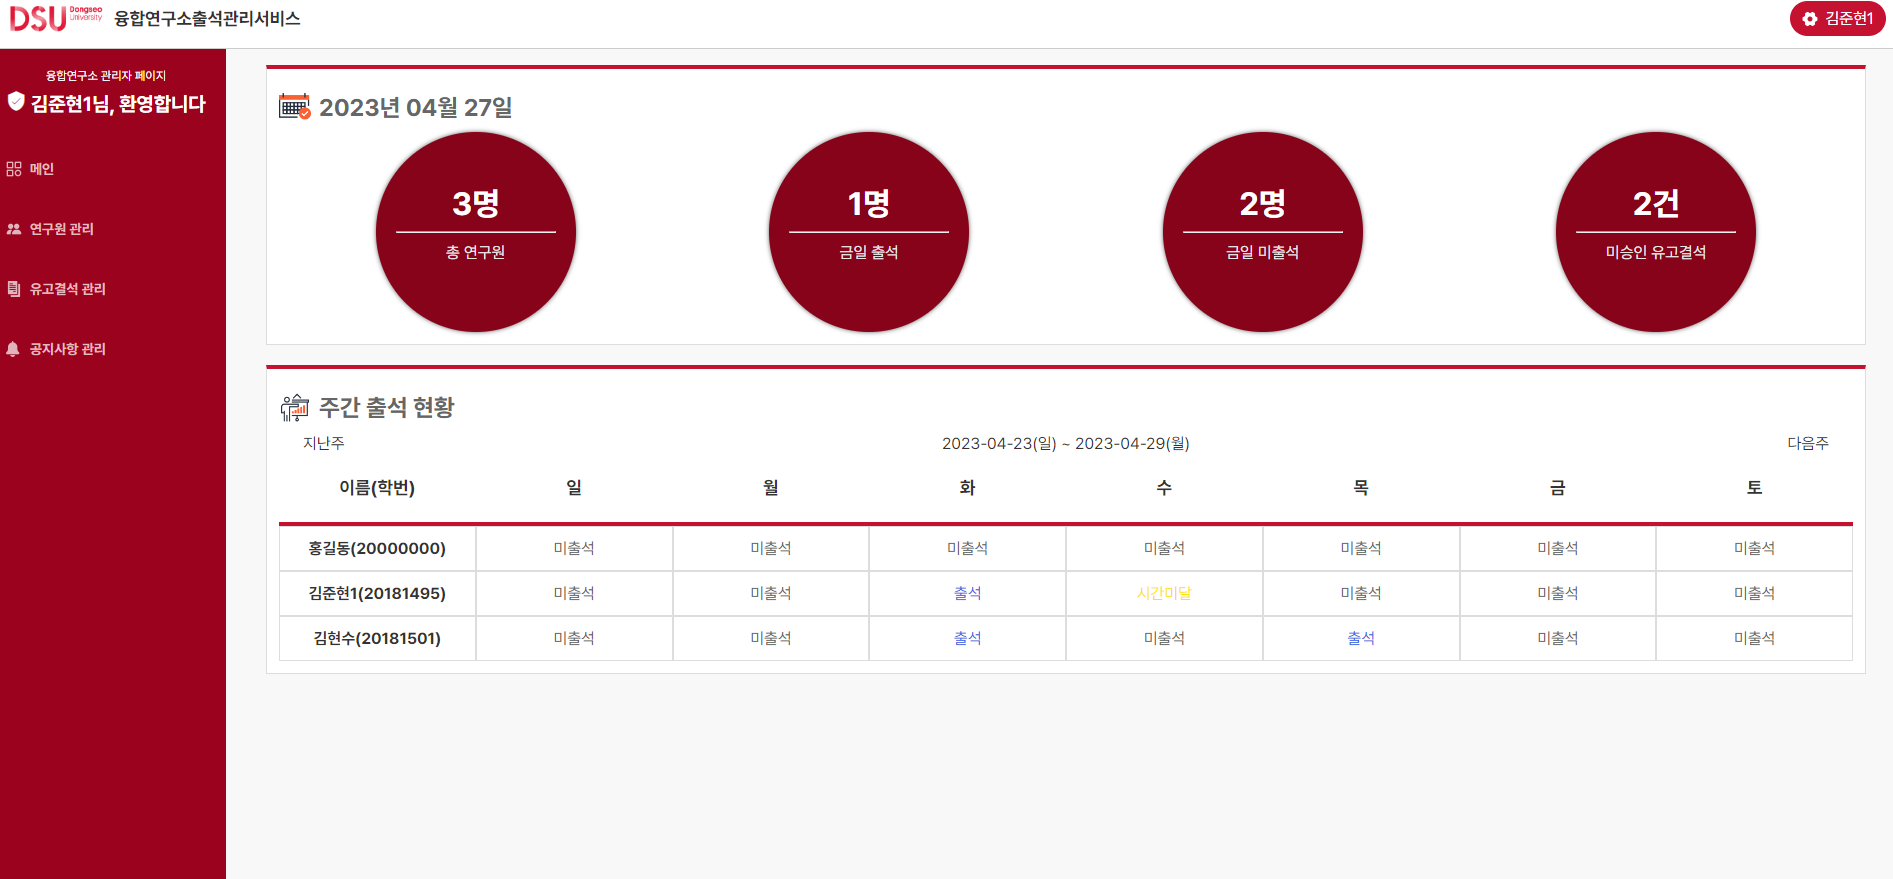 DSU Dongseo University 융합연구소출석관리서비스
김준현1
융합연구소 관리자 페이지
김준현1님, 환영합니다
메인
연구원 관리
유고결석 관리
공지사항 관리
2023년 04월 27일
3명 1명 2명 2건
총 연구원 금일 출석 금일 미출석 미승인 유고결석
주간 출석 현황
지난주 2023-04-23(일) ~ 2023-04-29(월) 다음주
이름(학번) 일 월 화 수 목 금 토
홍길동(20000000) 미출석 미출석 미출석 미출석 미출석 미출석 미출석
김준현1(20181495) 미출석 미출석 출석 시간미달 미출석 미출석 미출석
김현수(20181501) 미출석 미출석 출석 미출석 출석 미출석 미출석